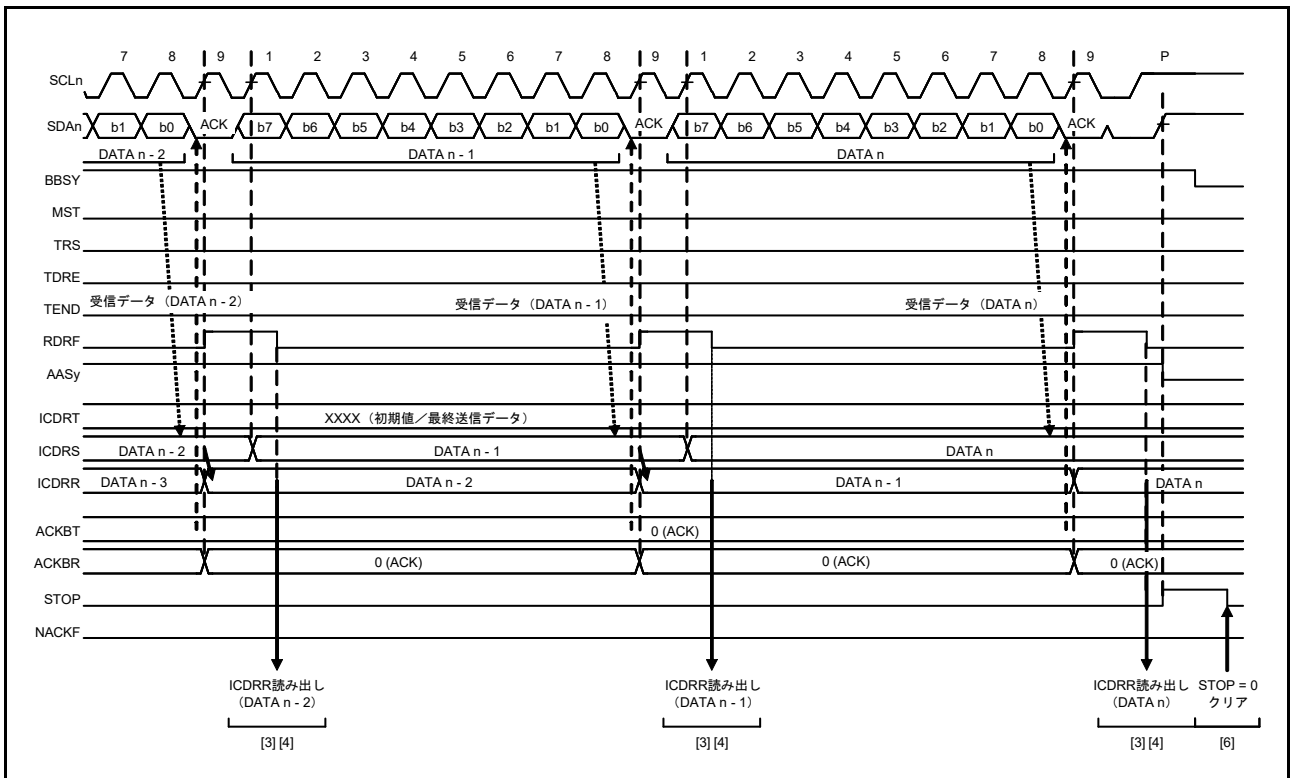 7 8 9 1 2 3 4 5 6 7 8 9 1 2 3 4 5 6 7 8 9 P
SCLn
SDAn b1 b0 ACK b7 b6 b5 b4 b3 b2 b1 b0 ACK b7 b6 b5 b4 b3 b2 b1 b0 ACK
DATA n - 2 DATA n - 1 DATA n
BBSY
MST
TRS
TDRE
受信データ（DATA n - 2） 受信データ（DATA n - 1） 受信データ（DATA n）
TEND
RDRF
AASy
ICDRT XXXX（初期値／最終送信データ）
ICDRS DATA n - 2 DATA n - 1 DATA n
ICDRR DATA n - 3 DATA n - 2 DATA n - 1 DATA n
ACKBT 0 (ACK)
ACKBR 0 (ACK) 0 (ACK) 0 (ACK)
STOP
NACKF
ICDRR読み出し ICDRR読み出し ICDRR読み出し STOP = 0
（DATA n - 2） （DATA n - 1） （DATA n） クリア
[3] [4] [3] [4] [3] [4] [6]